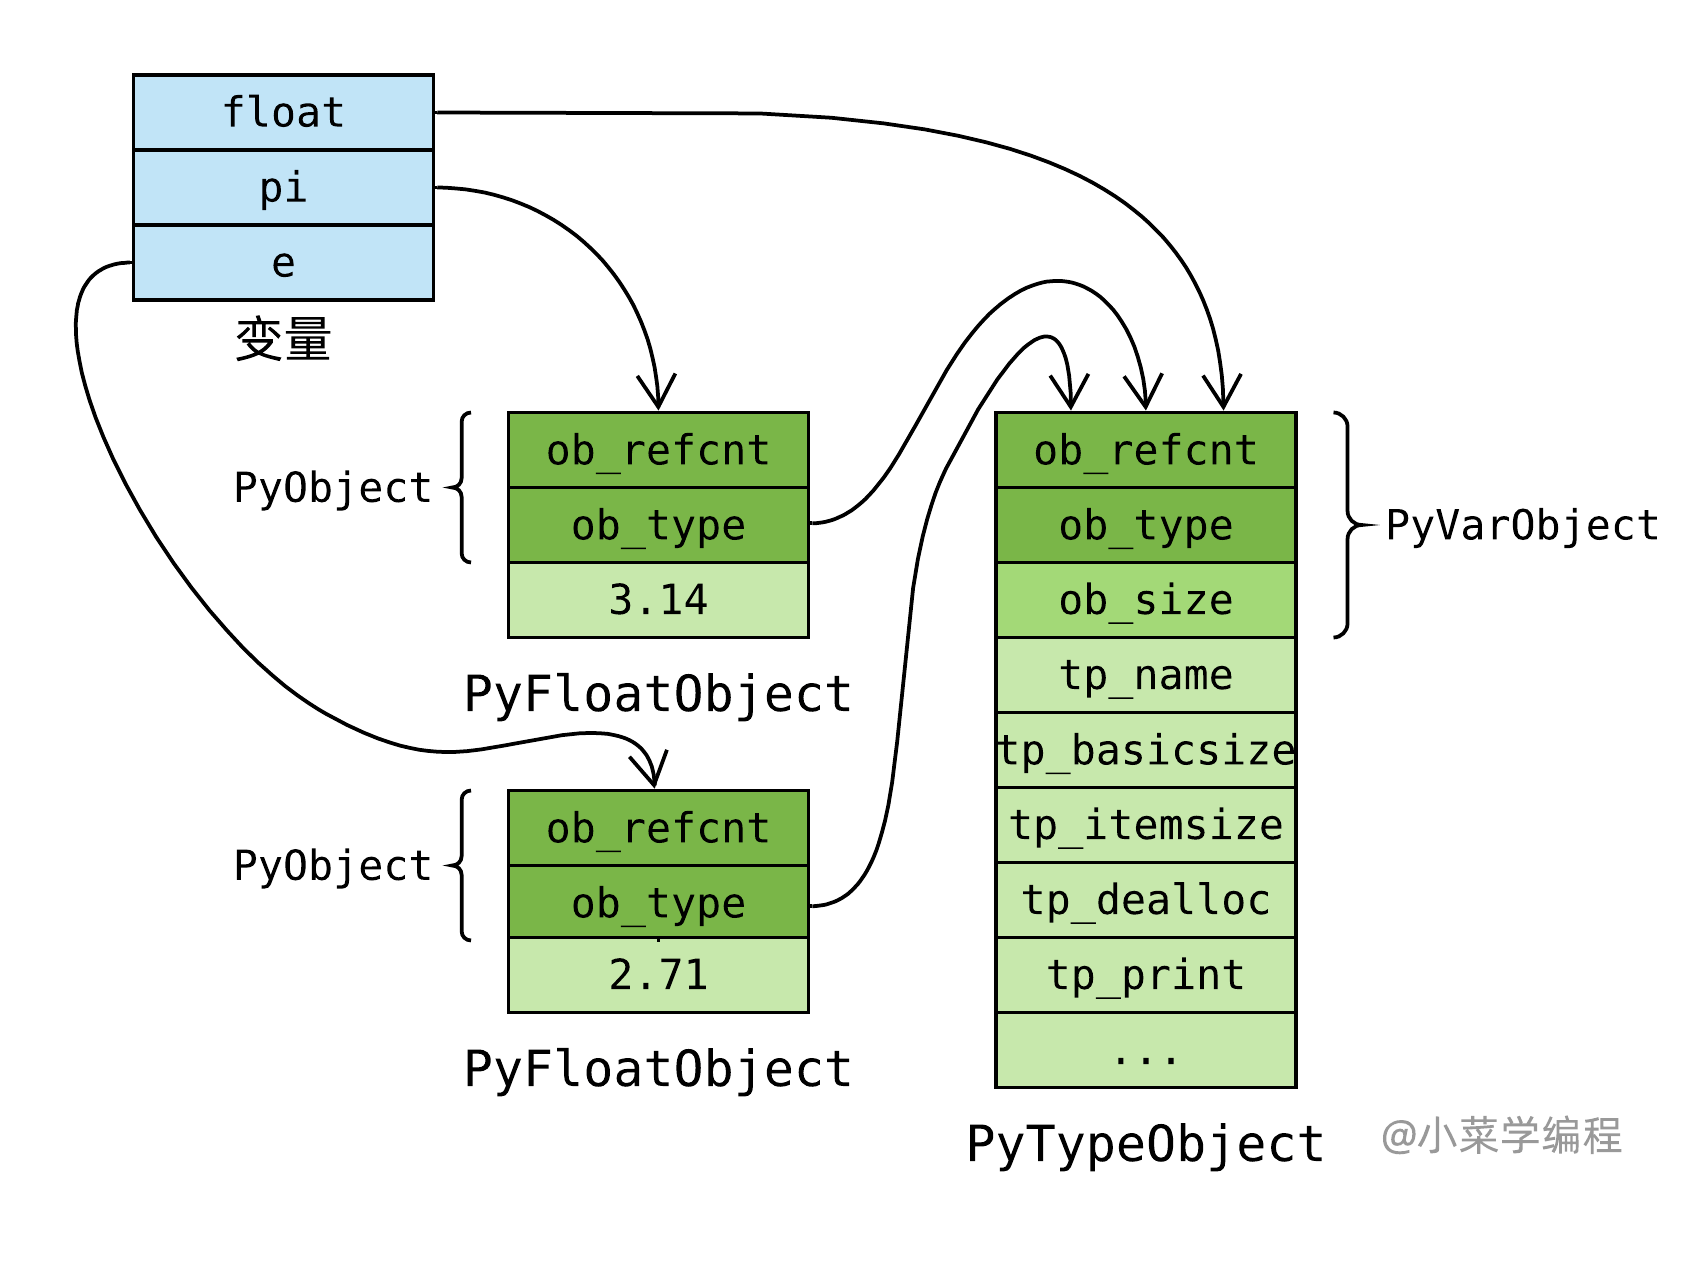 float
pi
e
变量
PyObject
ob_refcnt
ob_type
3.14
PyFloatObject
PyObject
ob_refcnt
ob_type
2.71
PyFloatObject
ob_refcnt
ob_type
ob_size
tp_name
tp_basicsize
tp_itemsize
tp_dealloc
tp_print
...
PyVarObject
PyTypeObject
@小菜学编程